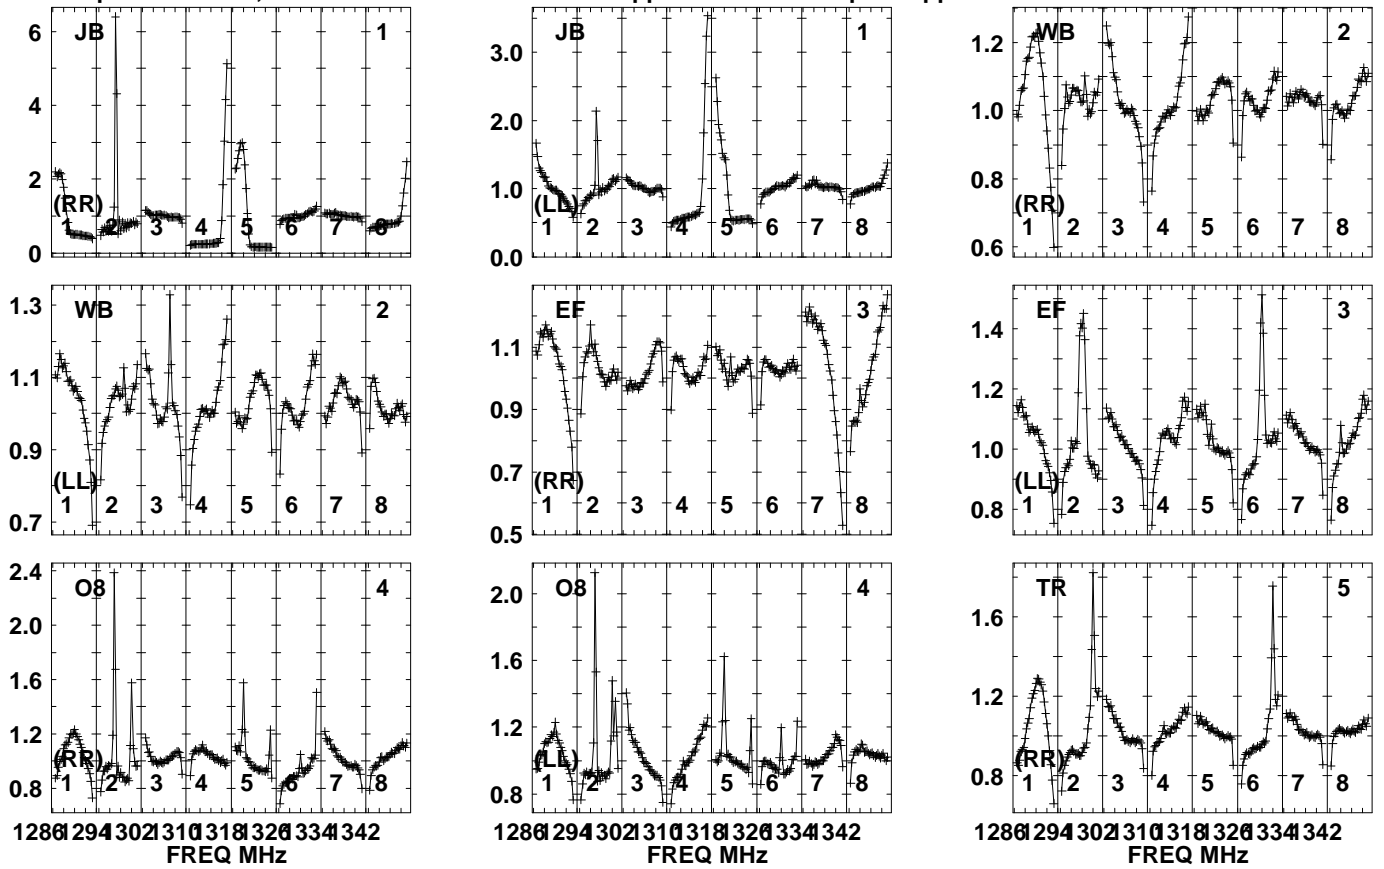 6 JB 1
4
2
0
(RR)
1 2 3 4 5 6 7 8
JB 1
3.0
2.0
1.0
0.0
(LL)
1 2 3 4 5 6 7 8
WB 2
1.2
1.0
0.8
0.6
(RR)
1 2 3 4 5 6 7 8
WB 2
1.3
1.1
0.9
0.7
(LL)
1 2 3 4 5 6 7 8
EF 3
1.1
0.9
0.7
0.5
(RR)
1 2 3 4 5 6 7 8
EF 3
1.4
1.2
1.0
0.8
(LL)
1 2 3 4 5 6 7 8
O8 4
2.4
2.0
1.6
1.2
0.8
(RR)
1 2 3 4 5 6 7 8
1286 1294 1302 1310 1318 1326 1334 1342
FREQ MHz
O8 4
2.0
1.6
1.2
0.8
(LL)
1 2 3 4 5 6 7 8
1286 1294 1302 1310 1318 1326 1334 1342
FREQ MHz
TR 5
1.6
1.2
0.8
(RR)
1 2 3 4 5 6 7 8
1286 1294 1302 1310 1318 1326 1334 1342
FREQ MHz